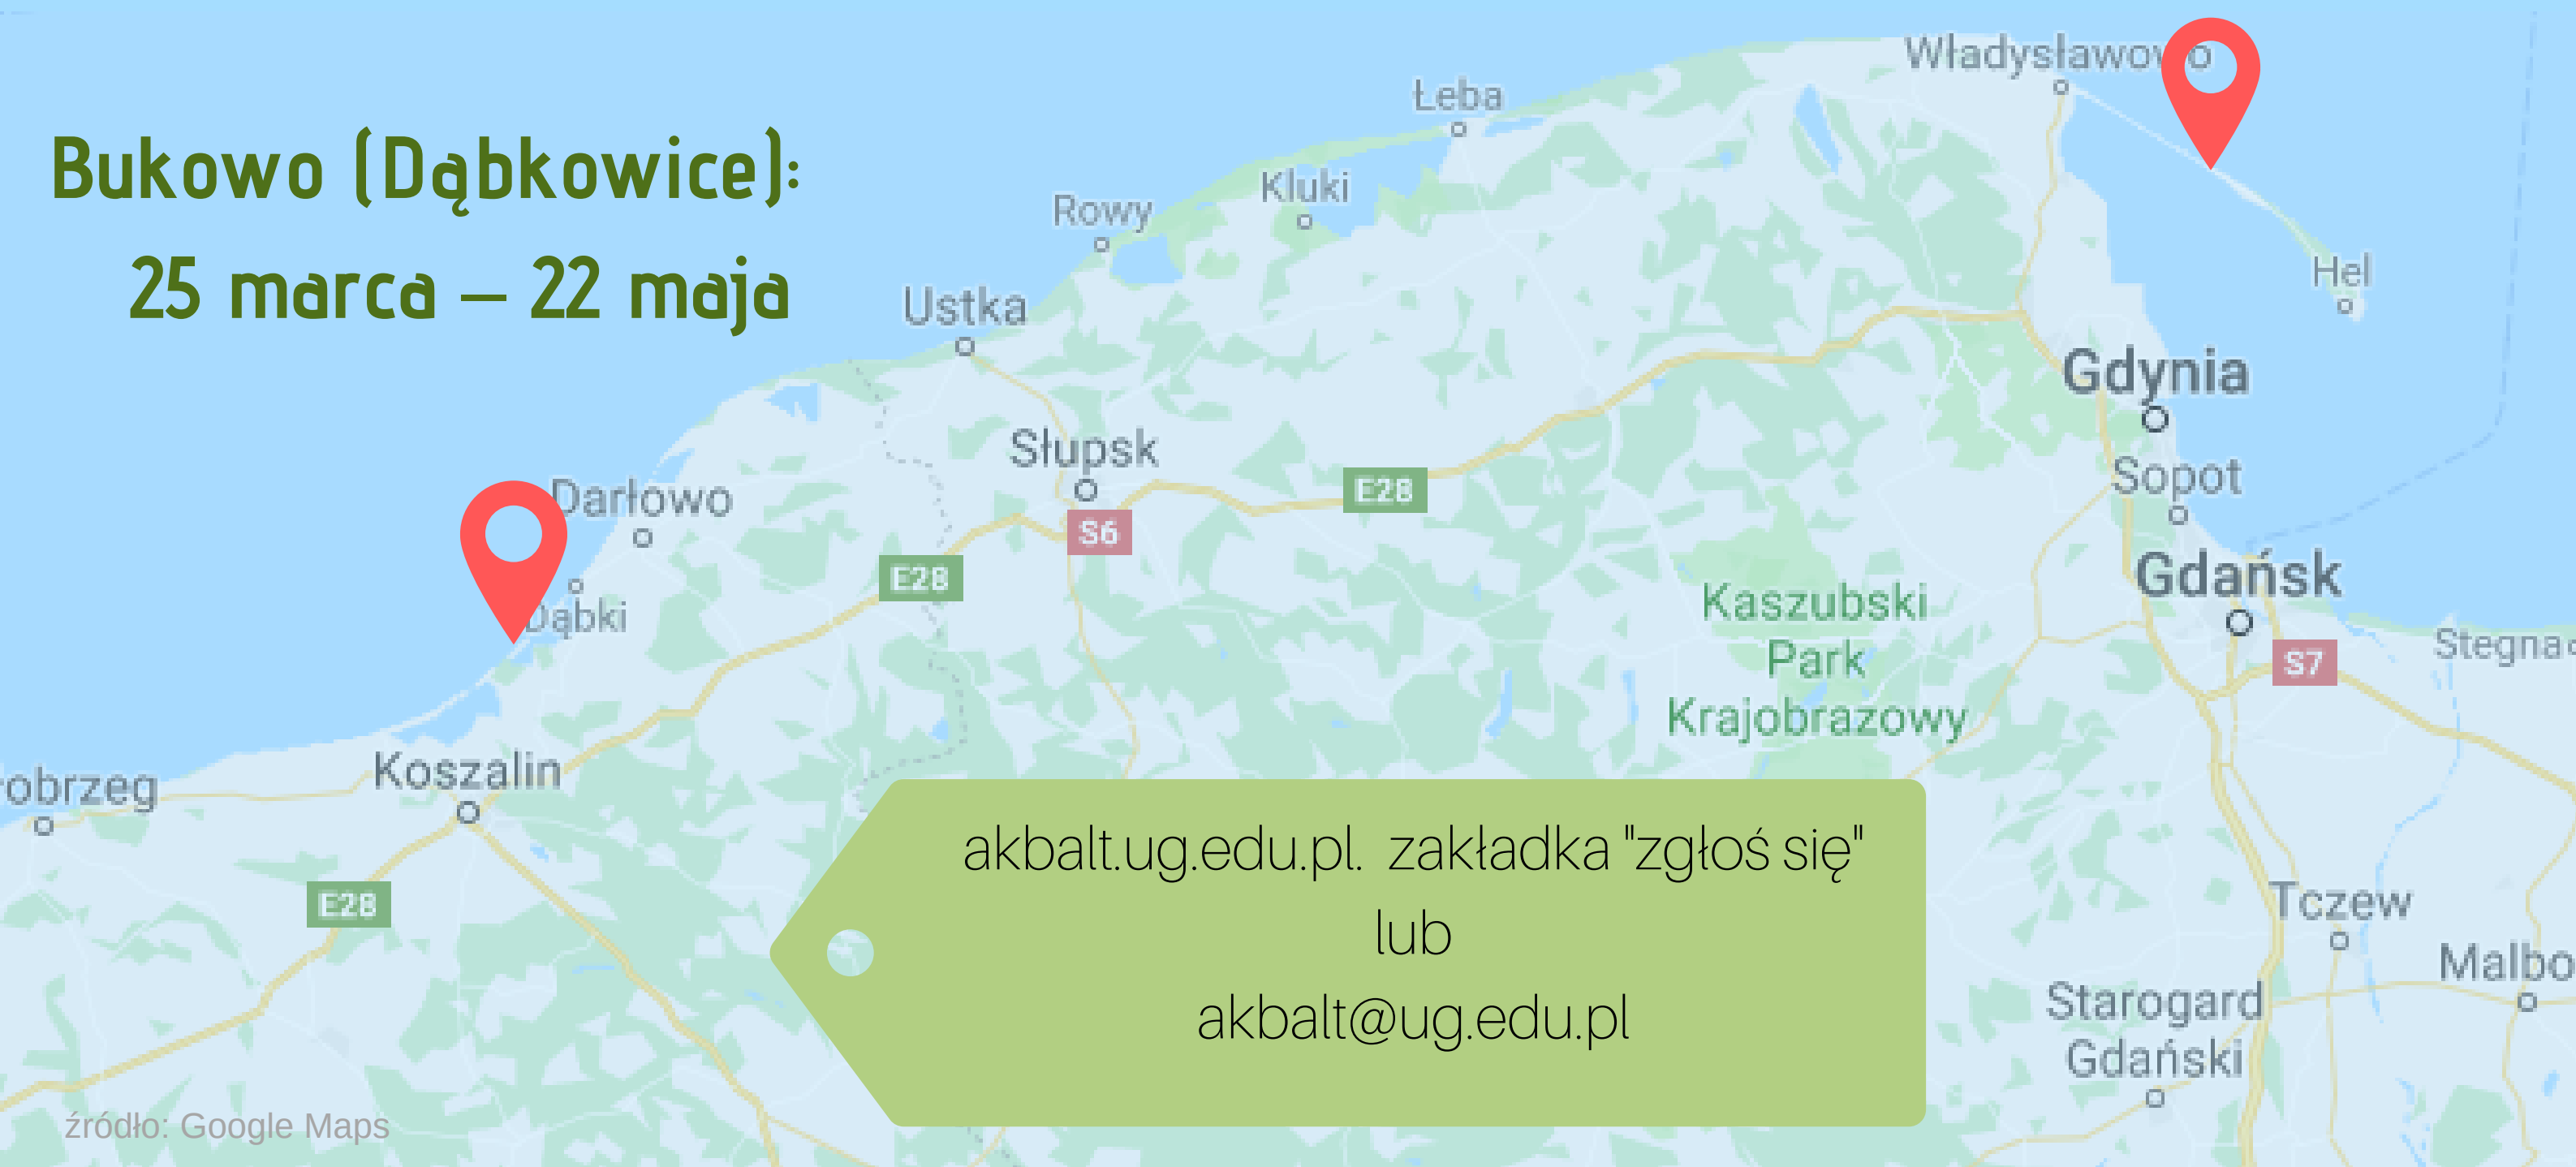 Władysławowo
Łeba
Bukowo (Dąbkowice):
25 marca – 22 maja
Kluki
Rowy
Hel
Ustka
Gdynia
Słupsk
Sopot
Darłowo
E28
S6
E28
Gdańsk
Dąbki
Kaszubski
Park
Krajobrazowy
Stegna
S7
Koszalin
obrzeg
akbalt.ug.edu.pl. zakładka "zgłoś się"
lub
akbalt@ug.edu.pl
E28
Tczew
Malbo
Starogard
Gdański
źródło: Google Maps